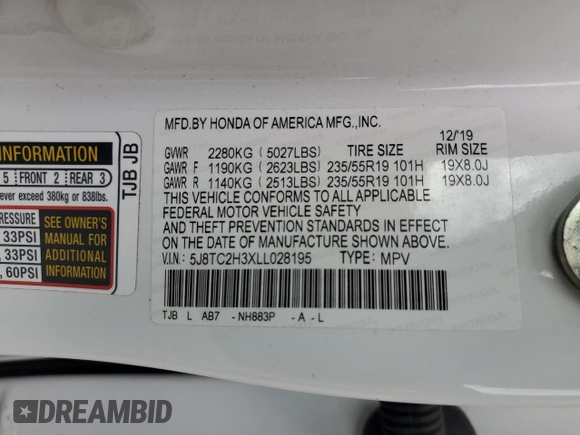 INFORMATION
5 FRONT 2 REAR 3
ever exceed 380kg or 838lbs.
PRESSURE
33PSI
33PSI
, 60PSI
SEE OWNER'S
MANUAL FOR
ADDITIONAL
INFORMATION
TJB JB
MFD.BY HONDA OF AMERICA MFG.,INC.
12/'19
GVWR 2280KG (5027LBS) TIRE SIZE RIM SIZE
GAWR F 1190KG (2623LBS) 235/55R19 101H 19X8.0J
GAWR R 1140KG (2513LBS) 235/55R19 101H 19X8.0J
THIS VEHICLE CONFORMS TO ALL APPLICABLE
FEDERAL MOTOR VEHICLE SAFETY
AND THEFT PREVENTION STANDARDS IN EFFECT
ON THE DATE OF MANUFACTURE SHOWN ABOVE.
V.I.N: 5J8TC2H3XLL028195 TYPE: MPV
TJB L AB7 - NH883P - A - L
DREAMBID